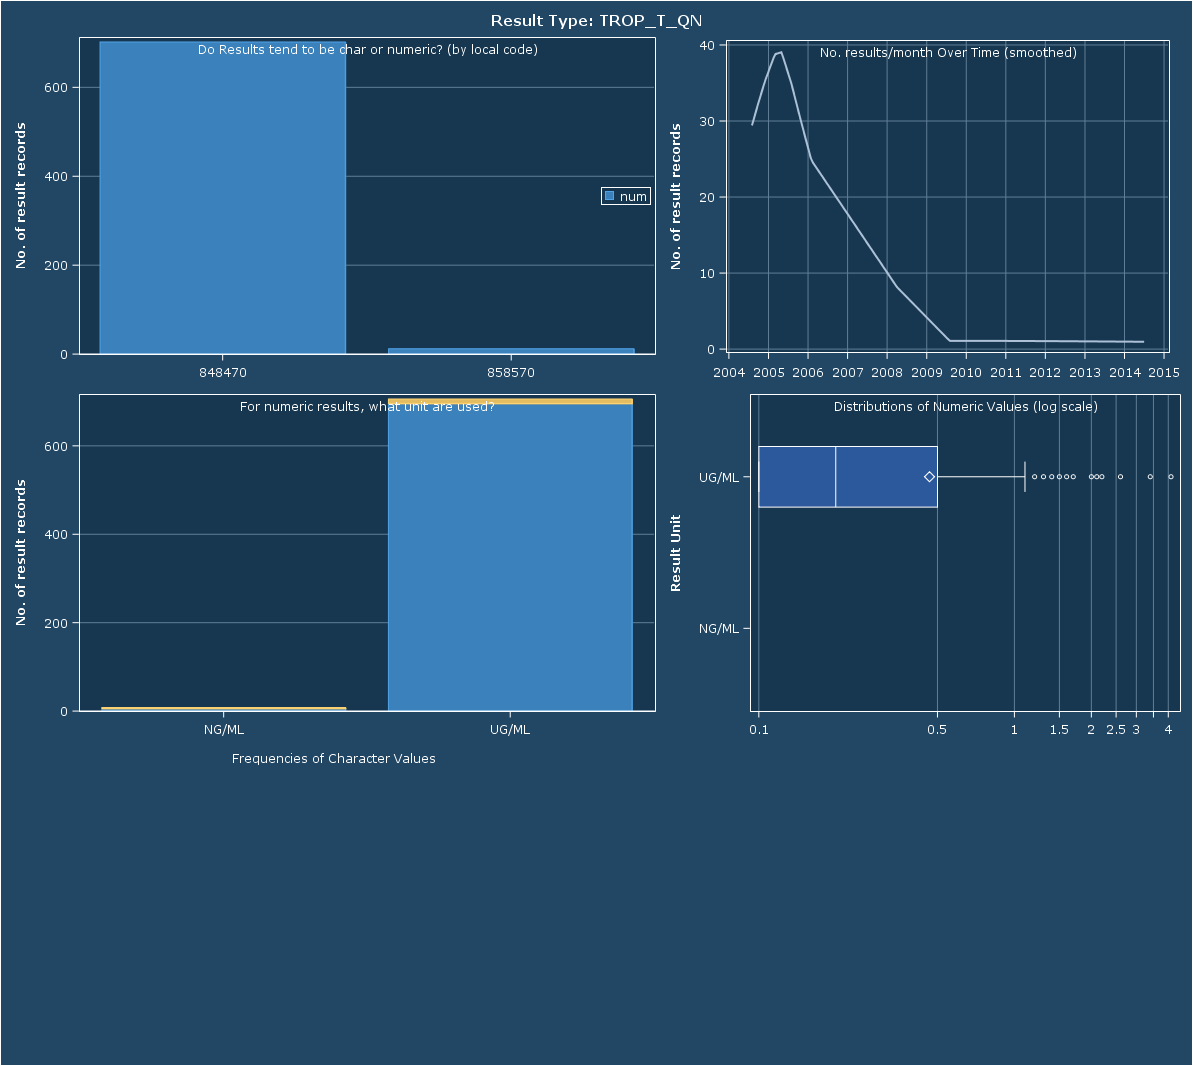 Result Type: TROP_T_QN
Do Results tend to be char or numeric? (by local code)
No. of result records
600
400
200
0
num
848470
858570
No. results/month Over Time (smoothed)
No. of result records
40
30
20
10
0
2004 2005 2006 2007 2008 2009 2010 2011 2012 2013 2014 2015
For numeric results, what unit are used?
No. of result records
600
400
200
0
NG/ML
UG/ML
Frequencies of Character Values
Distributions of Numeric Values (log scale)
Result Unit
UG/ML
NG/ML
0.1 0.5 1 1.5 2 2.5 3 4